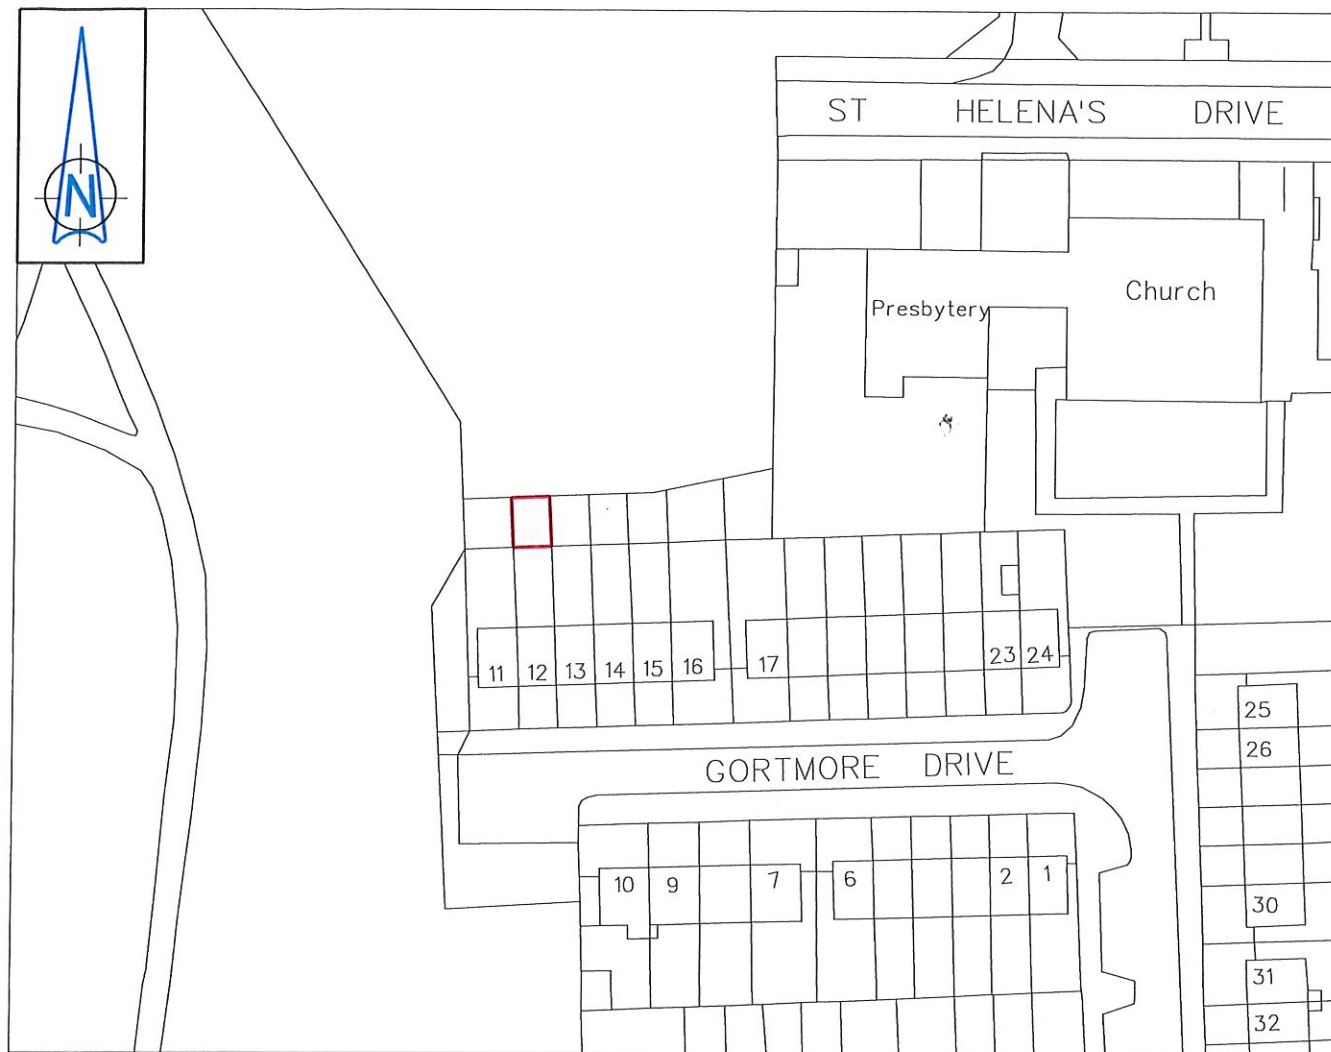 N
ST HELENA'S DRIVE
Church
Presbytery
11 12 13 14 15 16 17 23 24
25
26
GORTMORE DRIVE
10 9 7 6 2 1
30
31
32